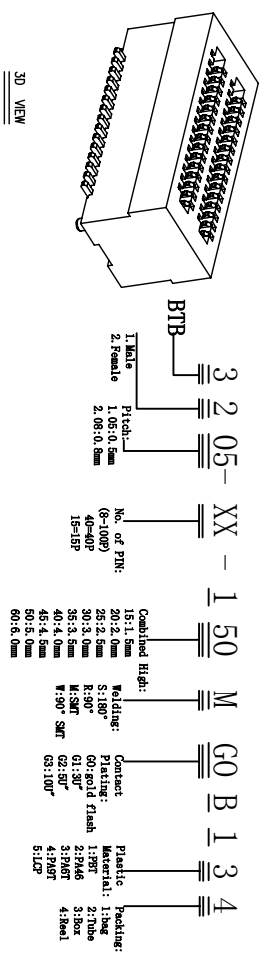 3D VIEW
3 2 05- XX - 1 50 M G0 B 1 3 4
BTB
1.Male
2.Female
Pitch:
1.05:0.5mm
2.08:0.8mm
No. of PIN:
(8-100P)
40=40P
15=15P
Combined High:
15:1.5mm
20:2.0mm
25:2.5mm
30:3.0mm
35:3.5mm
40:4.0mm
45:4.5mm
50:5.0mm
60:6.0mm
Welding:
S:180°
R:90°
M:SMT
W:90° SMT
Contact
Plating:
G0:gold flash
G1:3U"
G2:5U"
G3:10U"
Plastic
Material:
1:PBT
2:PA46
3:PA6T
4:PA9T
5:LCP
Packing:
1:bag
2:Tube
3:Box
4:Reel